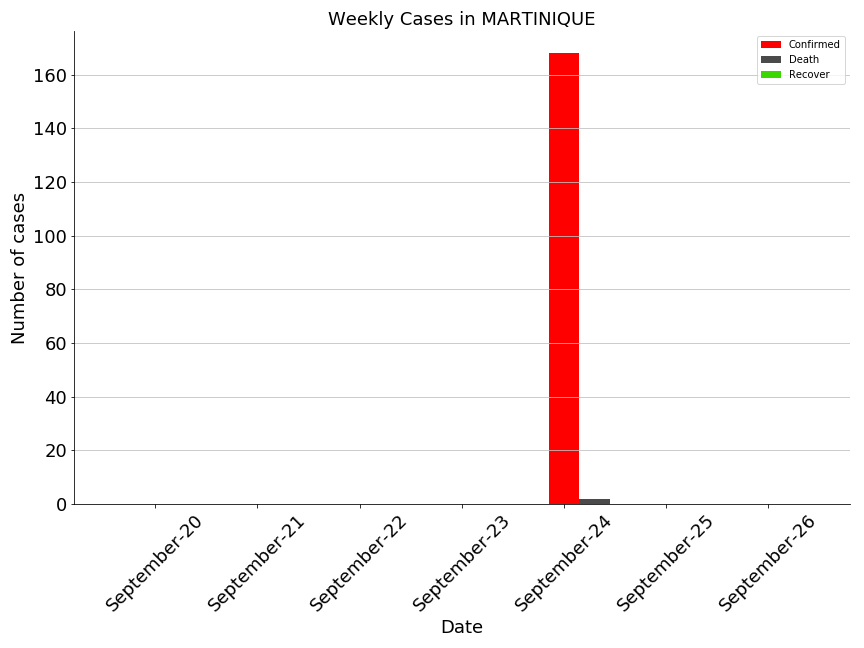 Weekly Cases in MARTINIQUE
Confirmed
Death
Recover
Number of cases
160
140
120
100
80
60
40
20
0
September-20
September-21
September-22
September-23
September-24
September-25
September-26
Date